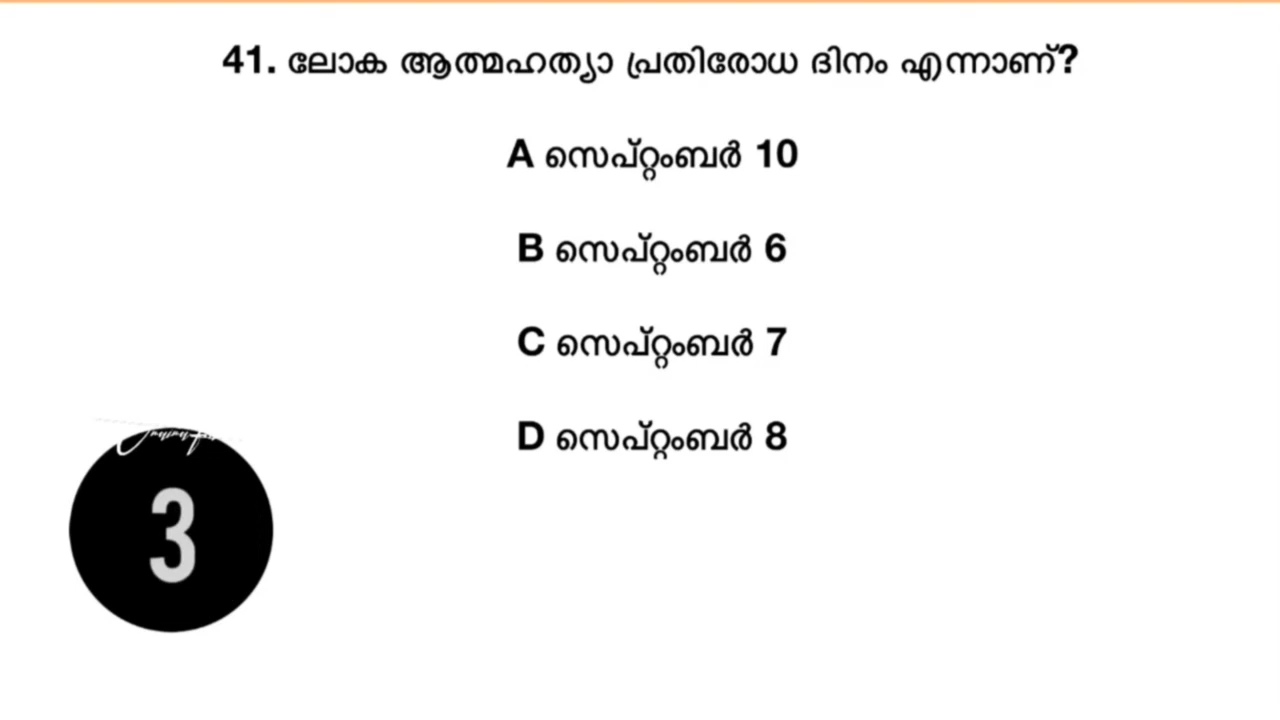 41. ലോക ആത്മഹത്യാ പ്രതിരോധ ദിനം എന്നാണ്?
A സെപ്റ്റംബർ 10
B സെപ്റ്റംബർ 6
C സെപ്റ്റംബർ 7
D സെപ്റ്റംബർ 8
3